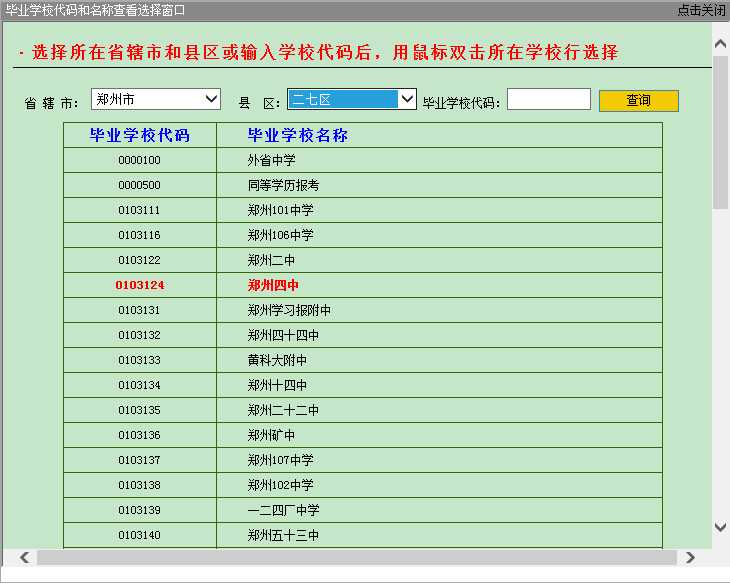 毕业学校代码和名称查看选择窗口 点击关闭
· 选择所在省辖市和县区或输入学校代码后，用鼠标双击所在学校行选择
省 辖 市： 郑州市 县 区： 二七区 毕业学校代码： 查询
毕业学校代码 毕业学校名称
0000100 外省中学
0000500 同等学历报考
0103111 郑州101中学
0103116 郑州106中学
0103122 郑州二中
0103124 郑州四中
0103131 郑州学习报附中
0103132 郑州四十四中
0103133 黄科大附中
0103134 郑州十四中
0103135 郑州二十二中
0103136 郑州矿中
0103137 郑州107中学
0103138 郑州102中学
0103139 一二四厂中学
0103140 郑州五十三中